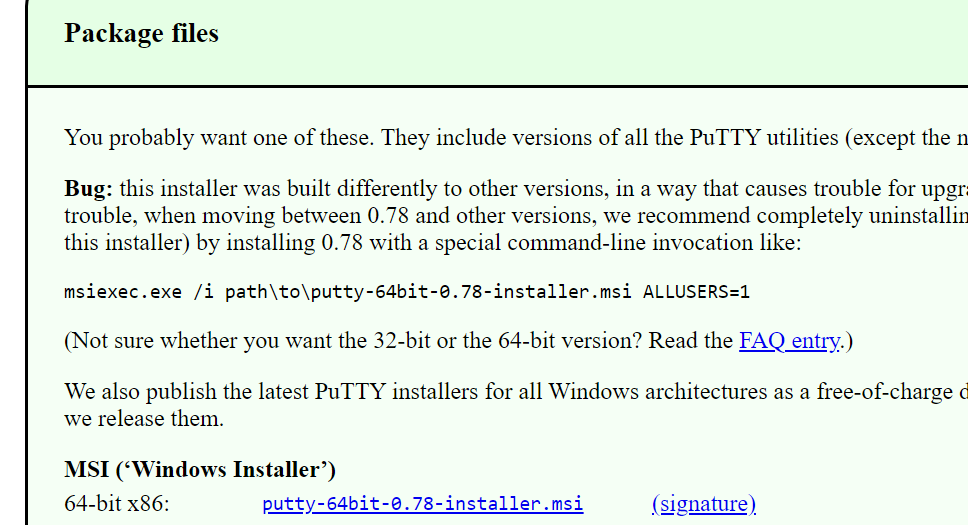 Package files
You probably want one of these. They include versions of all the PuTTY utilities (except the
Bug: this installer was built differently to other versions, in a way that causes trouble for
trouble, when moving between 0.78 and other versions, we recommend completely
this installer) by installing 0.78 with a special command-line invocation like:
msiexec.exe /i path\to\putty-64bit-0.78-installer.msi ALLUSERS=1
(Not sure whether you want the 32-bit or the 64-bit version? Read the FAQ entry.)
We also publish the latest PuTTY installers for all Windows architectures as a free-of-charge
we release them.
MSI (‘Windows Installer’)
64-bit x86: putty-64bit-0.78-installer.msi (signature)